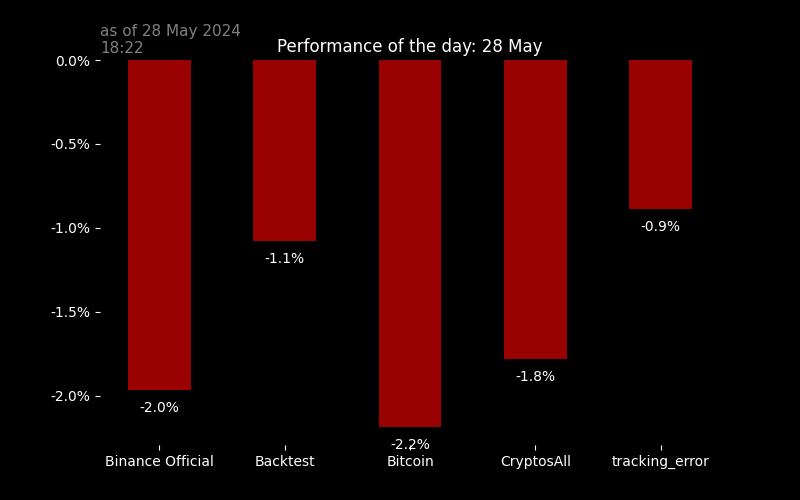 as of 28 May 2024
18:22
Performance of the day: 28 May
0.0%
-0.5%
-1.0%
-1.5%
-2.0%
-2.0%
-1.1%
-2.2%
-1.8%
-0.9%
Binance Official
Backtest
Bitcoin
CryptosAll
tracking_error